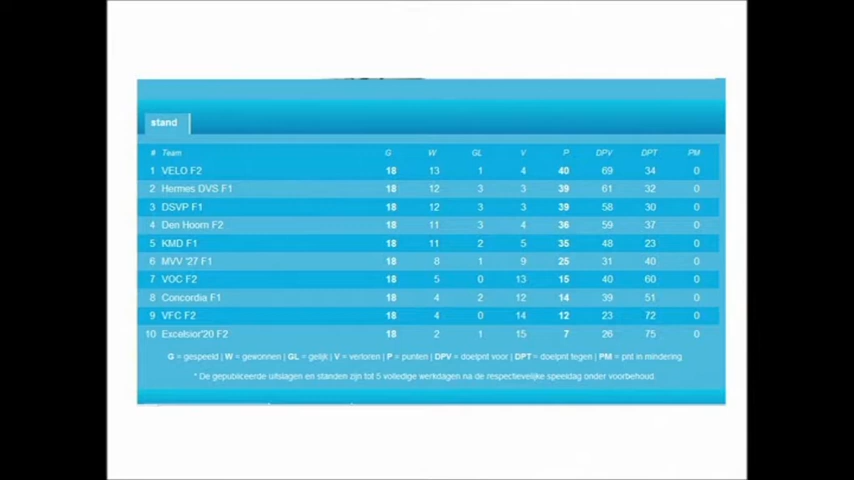 stand
# Team G W GL V P DPV DPT PM
1 VELO F2 18 13 1 4 40 69 34 0
2 Hermes DVS F1 18 12 3 3 39 61 32 0
3 DSVP F1 18 12 3 3 39 58 30 0
4 Den Hoorn F2 18 11 3 4 36 59 37 0
5 KMD F1 18 11 2 5 35 48 23 0
6 MVV '27 F1 18 8 1 9 25 31 40 0
7 VOC F2 18 5 0 13 15 40 60 0
8 Concordia F1 18 4 2 12 14 39 51 0
9 VFC F2 18 4 0 14 12 23 72 0
10 Excelsior'20 F2 18 2 1 15 7 26 75 0
G = gespeeld | W = gewonnen | GL = gelijk | V = verloren | P = punten | DPV = doelpnt voor | DPT = doelpnt tegen | PM = pnt in mindering
* De gepubliceerde uitslagen en standen zijn tot 5 volledige werkdagen na de respectievelijke speeldag onder voorbehoud.